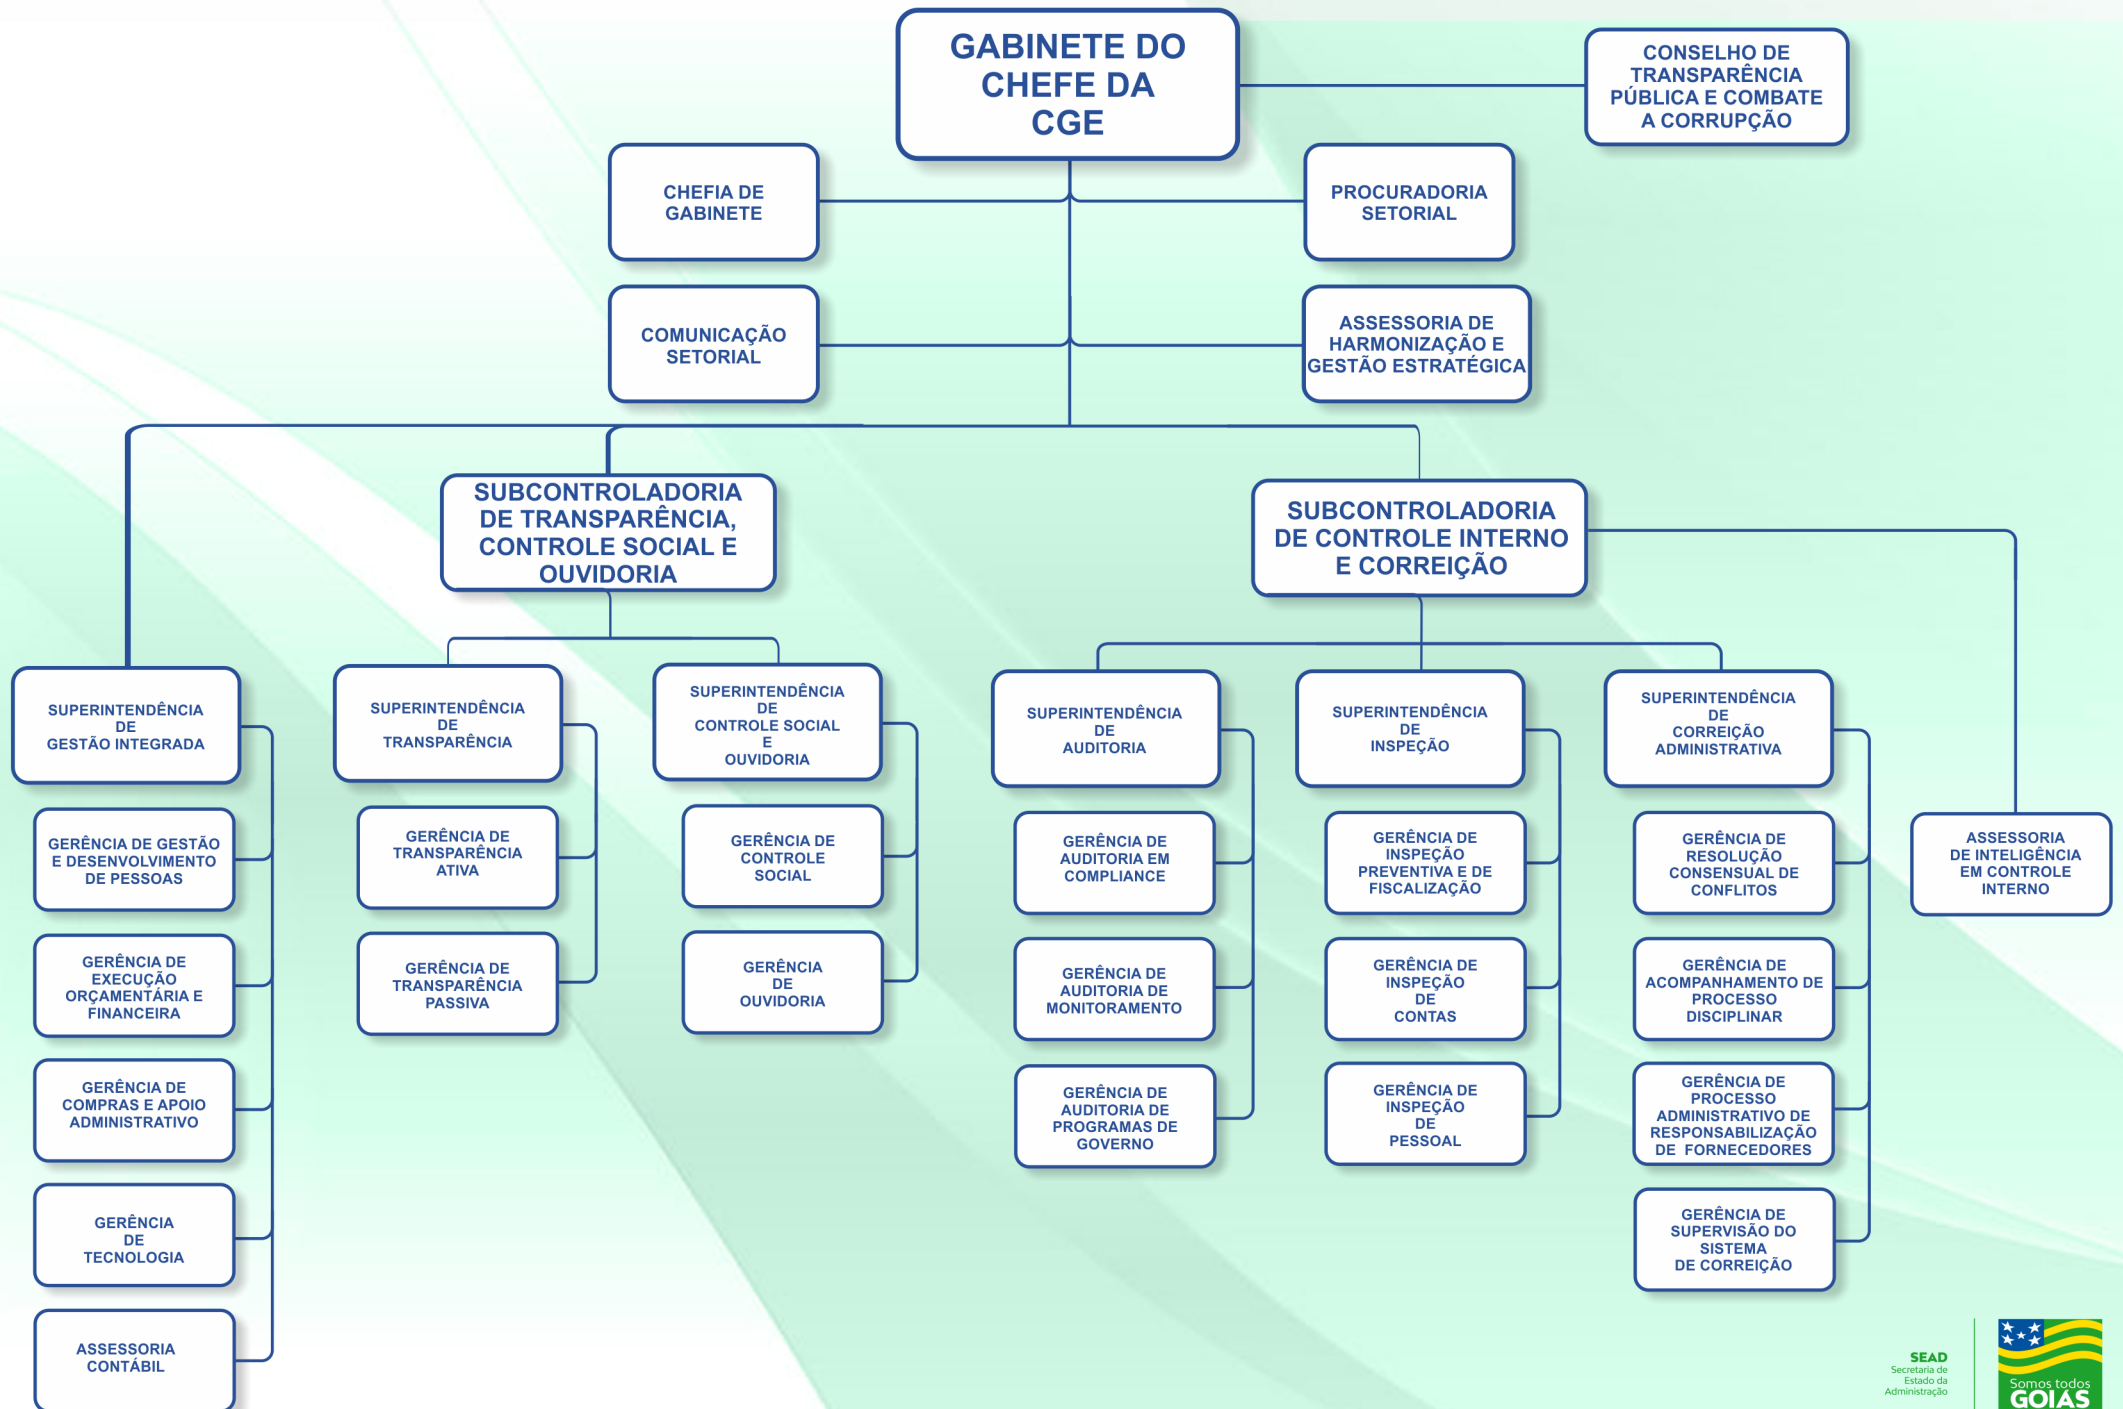 GABINETE DO
CHEFE DA
CGE
CONSELHO DE
TRANSPARÊNCIA
PÚBLICA E COMBATE
A CORRUPÇÃO
CHEFIA DE
GABINETE
PROCURADORIA
SETORIAL
COMUNICAÇÃO
SETORIAL
ASSESSORIA DE
HARMONIZAÇÃO E
GESTÃO ESTRATÉGICA
SUBCONTROLADORIA
DE TRANSPARÊNCIA,
CONTROLE SOCIAL E
OUVIDORIA
SUBCONTROLADORIA
DE CONTROLE INTERNO
E CORREIÇÃO
SUPERINTENDÊNCIA
DE
GESTÃO INTEGRADA
GERÊNCIA DE GESTÃO
E DESENVOLVIMENTO
DE PESSOAS
GERÊNCIA DE
EXECUÇÃO
ORÇAMENTÁRIA E
FINANCEIRA
GERÊNCIA DE
COMPRAS E APOIO
ADMINISTRATIVO
GERÊNCIA
DE
TECNOLOGIA
ASSESSORIA
CONTÁBIL
SUPERINTENDÊNCIA
DE
TRANSPARÊNCIA
GERÊNCIA DE
TRANSPARÊNCIA
ATIVA
GERÊNCIA DE
TRANSPARÊNCIA
PASSIVA
SUPERINTENDÊNCIA
DE
CONTROLE SOCIAL
E
OUVIDORIA
GERÊNCIA DE
CONTROLE
SOCIAL
GERÊNCIA
DE
OUVIDORIA
SUPERINTENDÊNCIA
DE
AUDITORIA
GERÊNCIA DE
AUDITORIA EM
COMPLIANCE
GERÊNCIA DE
AUDITORIA DE
MONITORAMENTO
GERÊNCIA DE
AUDITORIA DE
PROGRAMAS DE
GOVERNO
SUPERINTENDÊNCIA
DE
INSPEÇÃO
GERÊNCIA DE
INSPEÇÃO
PREVENTIVA E DE
FISCALIZAÇÃO
GERÊNCIA DE
INSPEÇÃO
DE
CONTAS
GERÊNCIA DE
INSPEÇÃO
DE
PESSOAL
SUPERINTENDÊNCIA
DE
CORREIÇÃO
ADMINISTRATIVA
GERÊNCIA DE
RESOLUÇÃO
CONSENSUAL DE
CONFLITOS
GERÊNCIA DE
ACOMPANHAMENTO DE
PROCESSO
DISCIPLINAR
GERÊNCIA DE
PROCESSO
ADMINISTRATIVO DE
RESPONSABILIZAÇÃO
DE FORNECEDORES
GERÊNCIA DE
SUPERVISÃO DO
SISTEMA
DE CORREIÇÃO
ASSESSORIA
DE INTELIGÊNCIA
EM CONTROLE
INTERNO
SEAD
Secretaria de
Estado da
Administração
Somos todos
GOIÁS